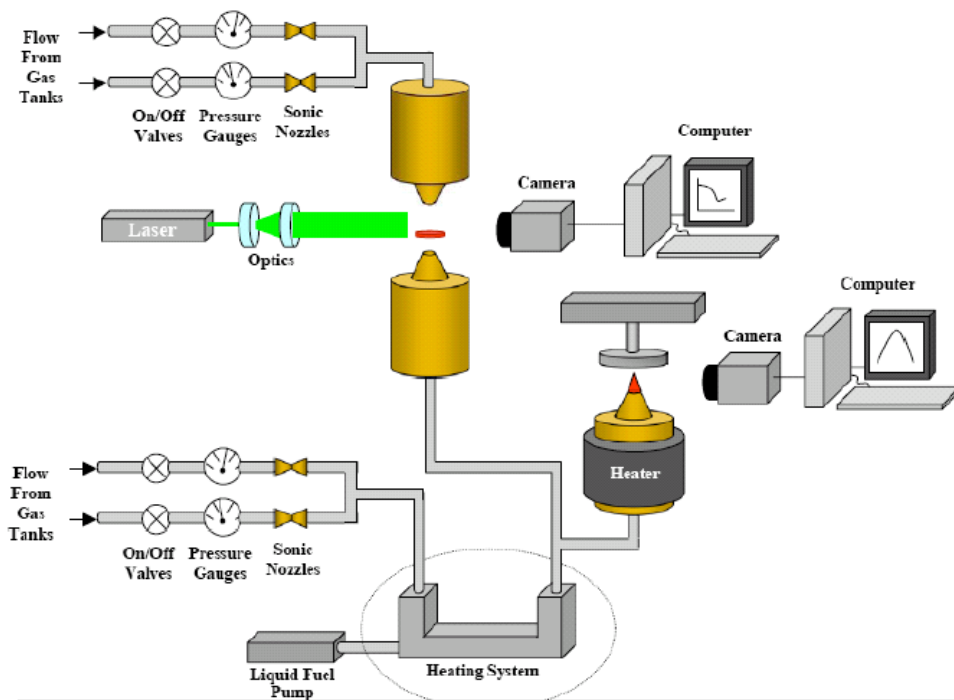 Flow
From
Gas
Tanks
On/Off
Valves
Pressure
Gauges
Sonic
Nozzles
Laser
Optics
Camera
Computer
Computer
Camera
Heater
Flow
From
Gas
Tanks
On/Off
Valves
Pressure
Gauges
Sonic
Nozzles
Liquid Fuel
Pump
Heating System